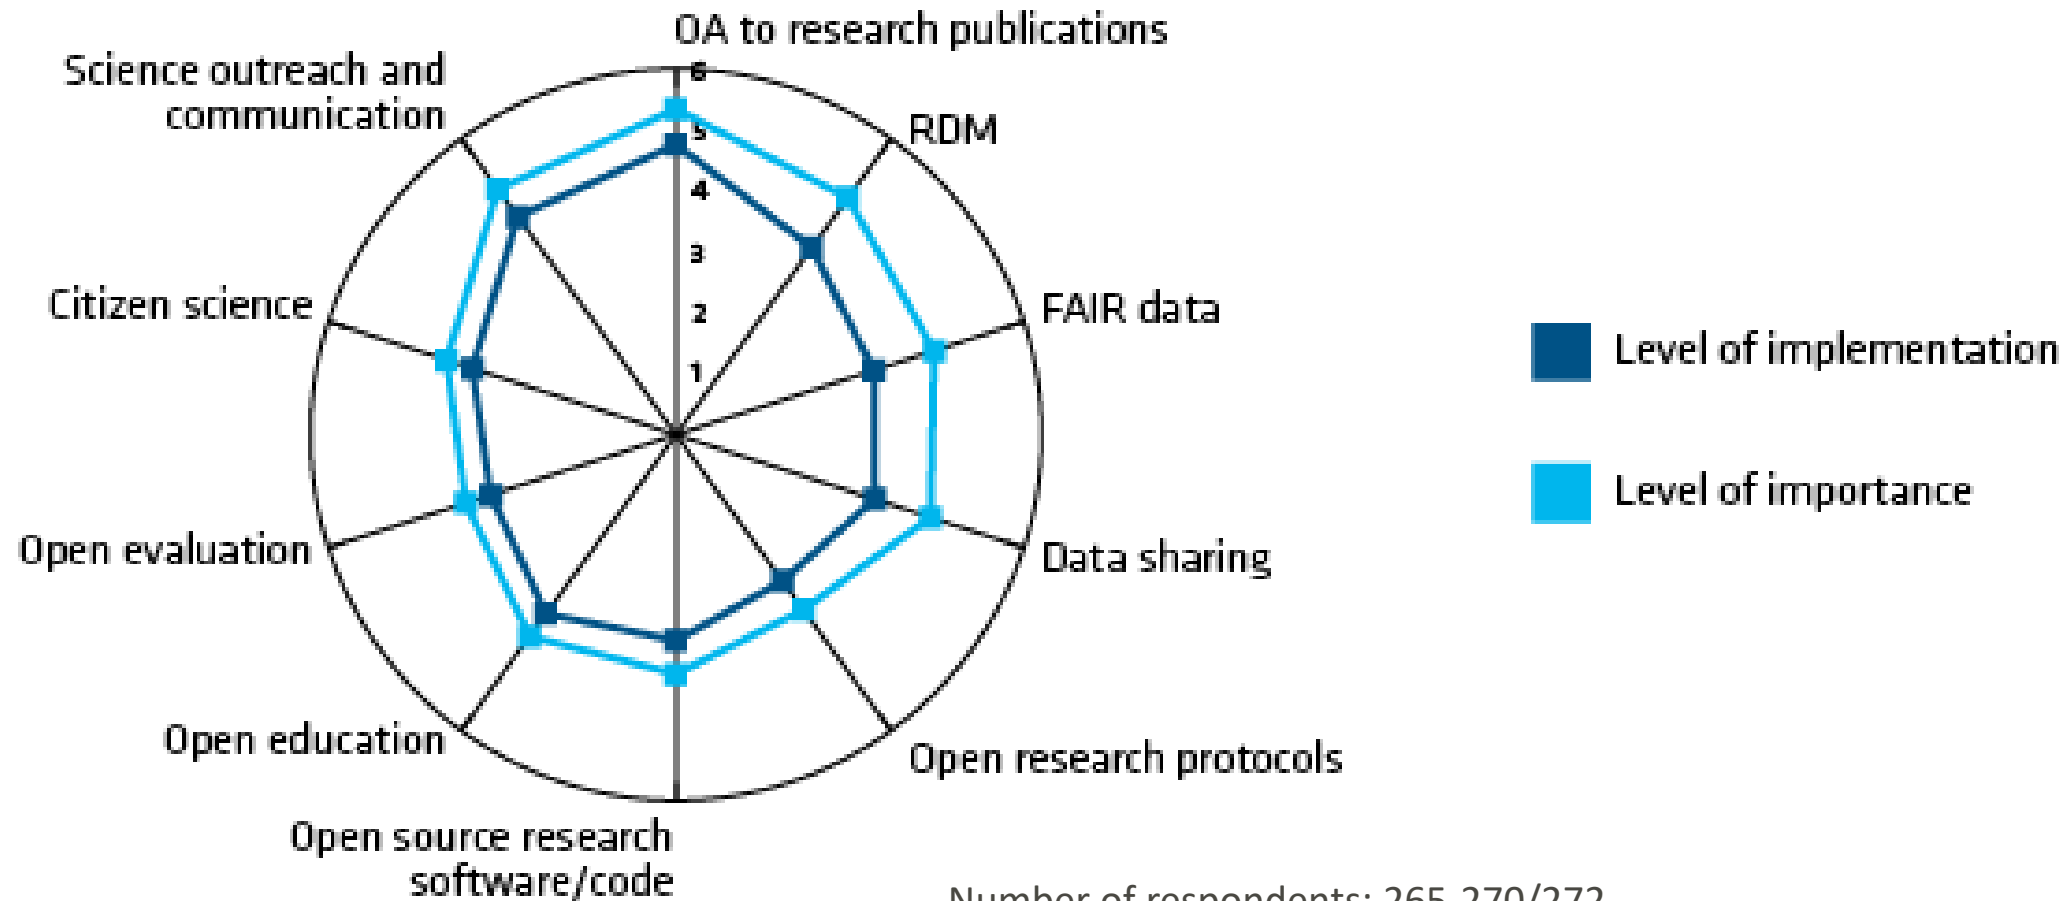 OA to research publications
Science outreach and
communication
6
5
4
3
2
1
RDM
Citizen science
FAIR data
Level of implementation
Level of importance
Open evaluation
Data sharing
Open education
Open research protocols
Open source research
software/code
Number of respondents: 265-270/272